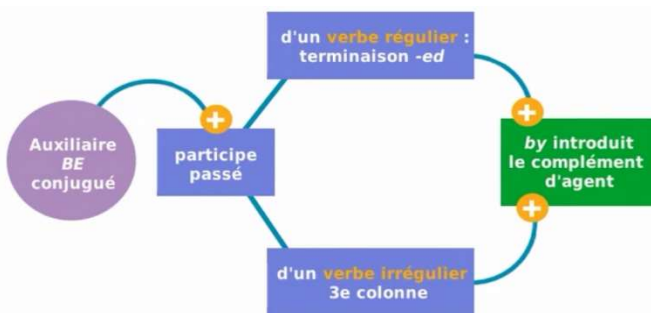 Auxiliaire
BE
conjugué
+
participe
passé
d'un verbe régulier :
terminaison -ed
d'un verbe irrégulier
3e colonne
+
+
by introduit
le complément
d'agent